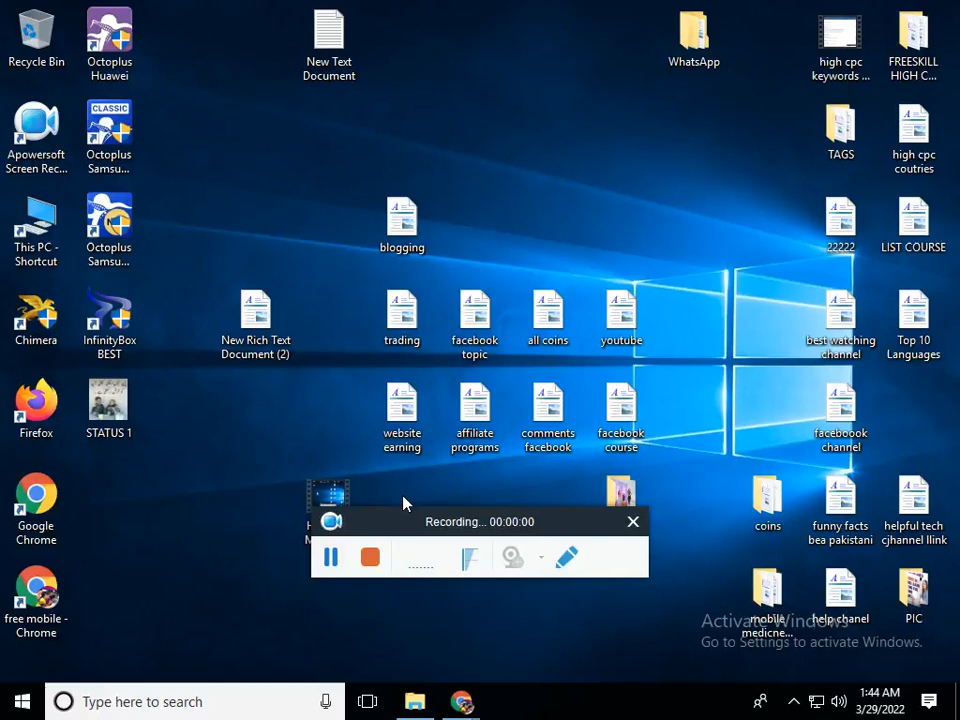 Recycle Bin
Octoplus Huawei
New Text Document
WhatsApp
high cpc keywords ...
FREESKILL HIGH C...
Apowersoft Screen Rec...
CLASSIC
Octoplus Samsu...
TAGS
high cpc coutries
This PC - Shortcut
Octoplus Samsu...
blogging
22222
LIST COURSE
Chimera
InfinityBox BEST
New Rich Text Document (2)
trading
facebook topic
all coins
youtube
best watching channel
Top 10 Languages
Firefox
STATUS 1
website earning
affiliate programs
comments facebook
facebook course
faceboook channel
Google Chrome
Recording... 00:00:00
coins
funny facts bea pakistani
helpful tech cjhannel llink
free mobile - Chrome
mobile medicne...
help chanel
PIC
Activate Windows
Go to Settings to activate Windows.
Type here to search
1:44 AM
3/29/2022